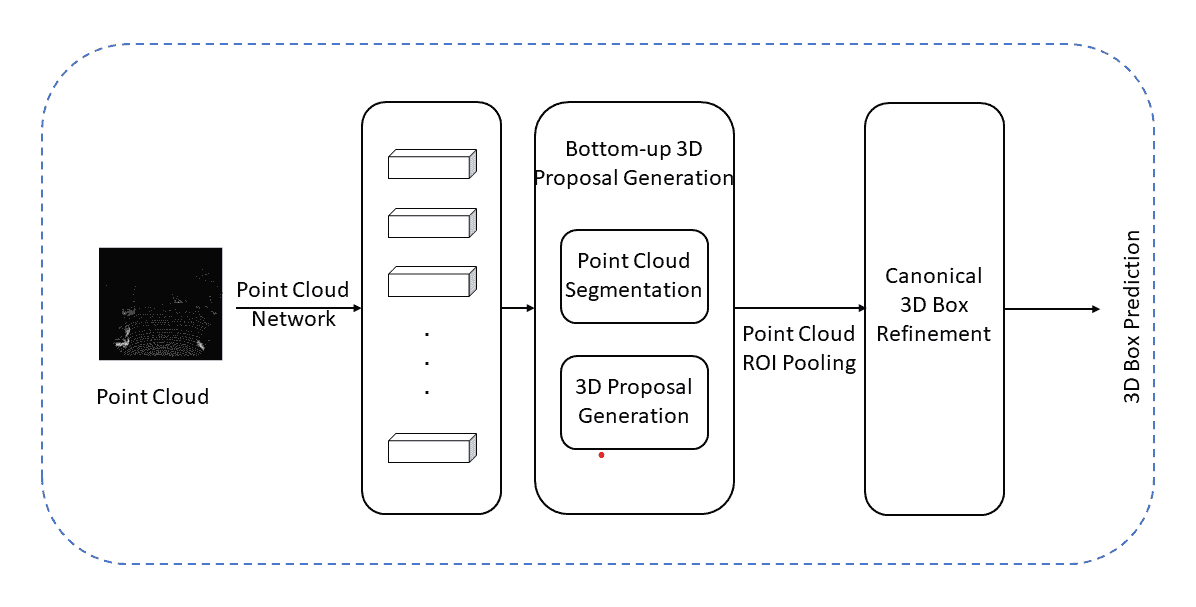 Point Cloud
Point Cloud
Network
Bottom-up 3D
Proposal Generation
Point Cloud
Segmentation
3D Proposal
Generation
Point Cloud
ROI Pooling
Canonical
3D Box
Refinement
3D Box Prediction